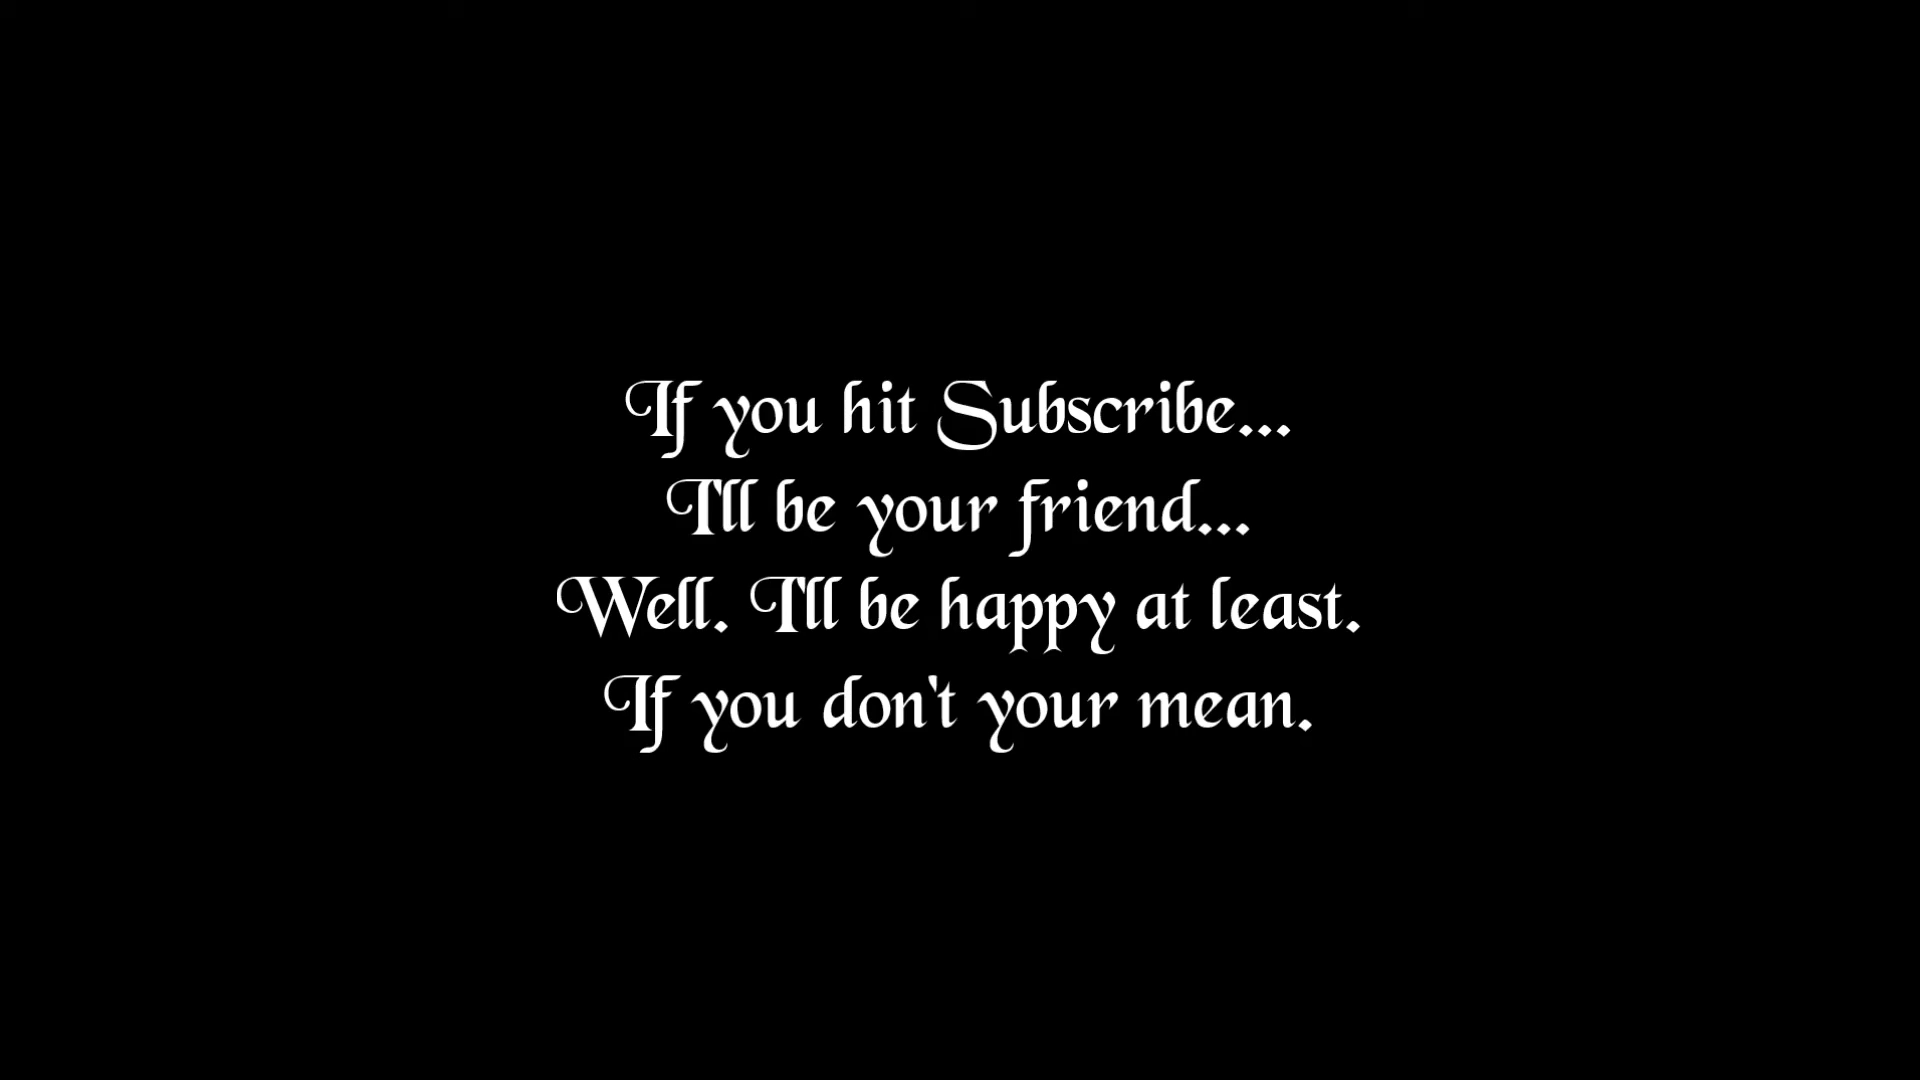 If you hit Subscribe...
I'll be your friend...
Well. I'll be happy at least.
If you don't your mean.